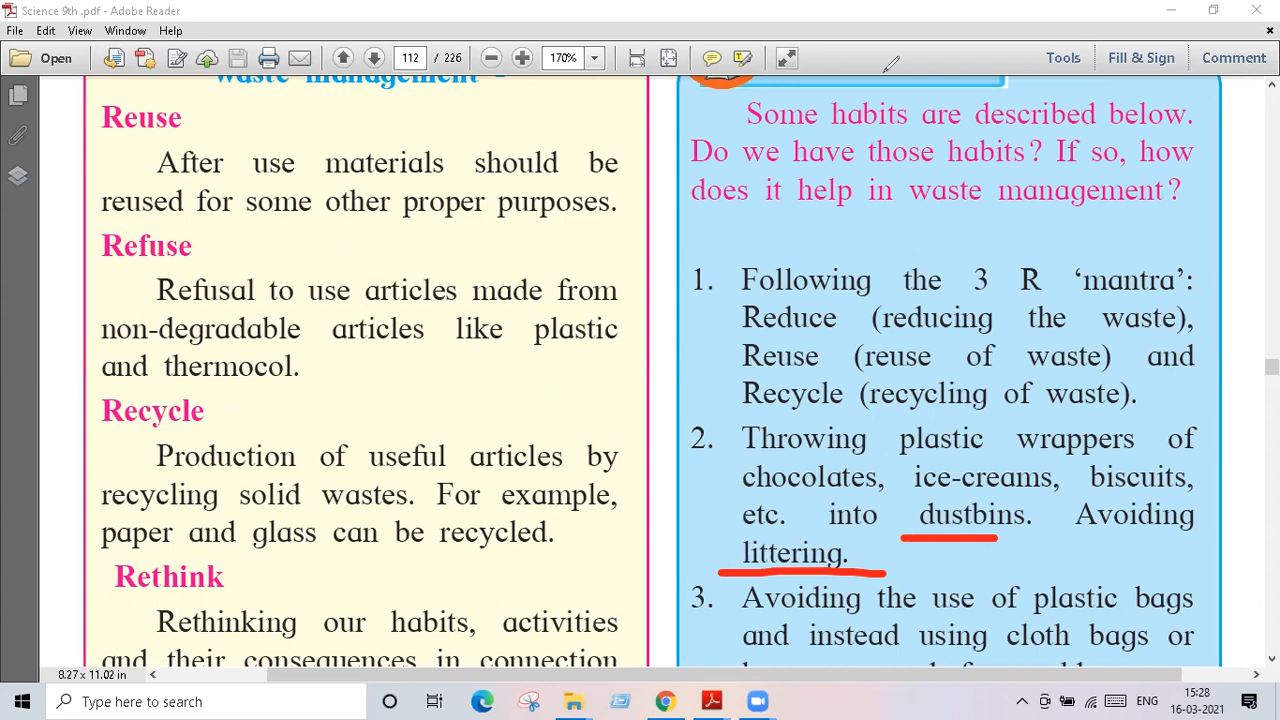 Science 9th .pdf - Adobe Reader
File Edit View Window Help
Open 112 / 226 170% Tools Fill & Sign Comment
waste management -
Reuse
After use materials should be
reused for some other proper purposes.
Refuse
Refusal to use articles made from
non-degradable articles like plastic
and thermocol.
Recycle
Production of useful articles by
recycling solid wastes. For example,
paper and glass can be recycled.
Rethink
Rethinking our habits, activities
and their consequences in connection
Some habits are described below.
Do we have those habits? If so, how
does it help in waste management?
1. Following the 3 R ‘mantra’:
Reduce (reducing the waste),
Reuse (reuse of waste) and
Recycle (recycling of waste).
2. Throwing plastic wrappers of
chocolates, ice-creams, biscuits,
etc. into dustbins. Avoiding
littering.
3. Avoiding the use of plastic bags
and instead using cloth bags or
8.27 x 11.02 in
Type here to search
ENG
15:28
16-03-2021